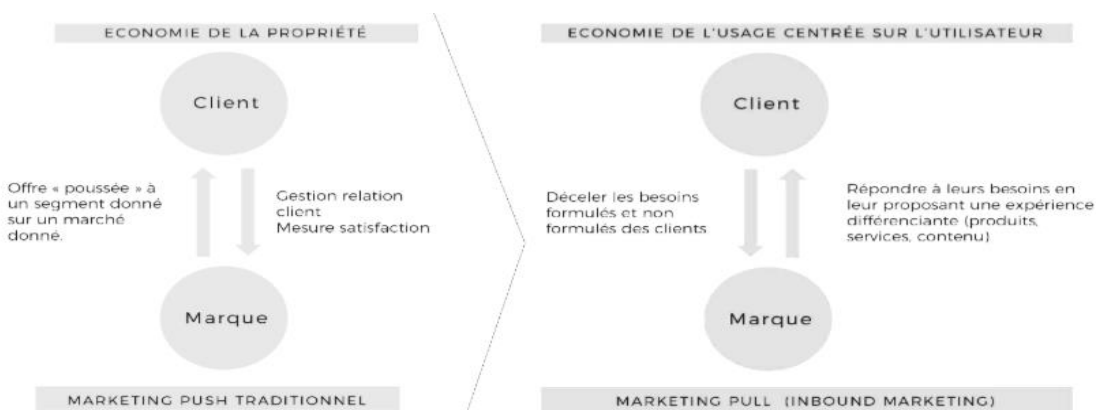 ECONOMIE DE LA PROPRIÉTÉ
Client
Offre « poussée » à
un segment donné
sur un marché
donné.
Gestion relation
client
Mesure satisfaction
Marque
MARKETING PUSH TRADITIONNEL
ECONOMIE DE L'USAGE CENTRÉE SUR L'UTILISATEUR
Client
Déceler les besoins
formulés et non
formulés des clients
Répondre à leurs besoins en
leur proposant une expérience
différenciante (produits,
services, contenu)
Marque
MARKETING PULL (INBOUND MARKETING)